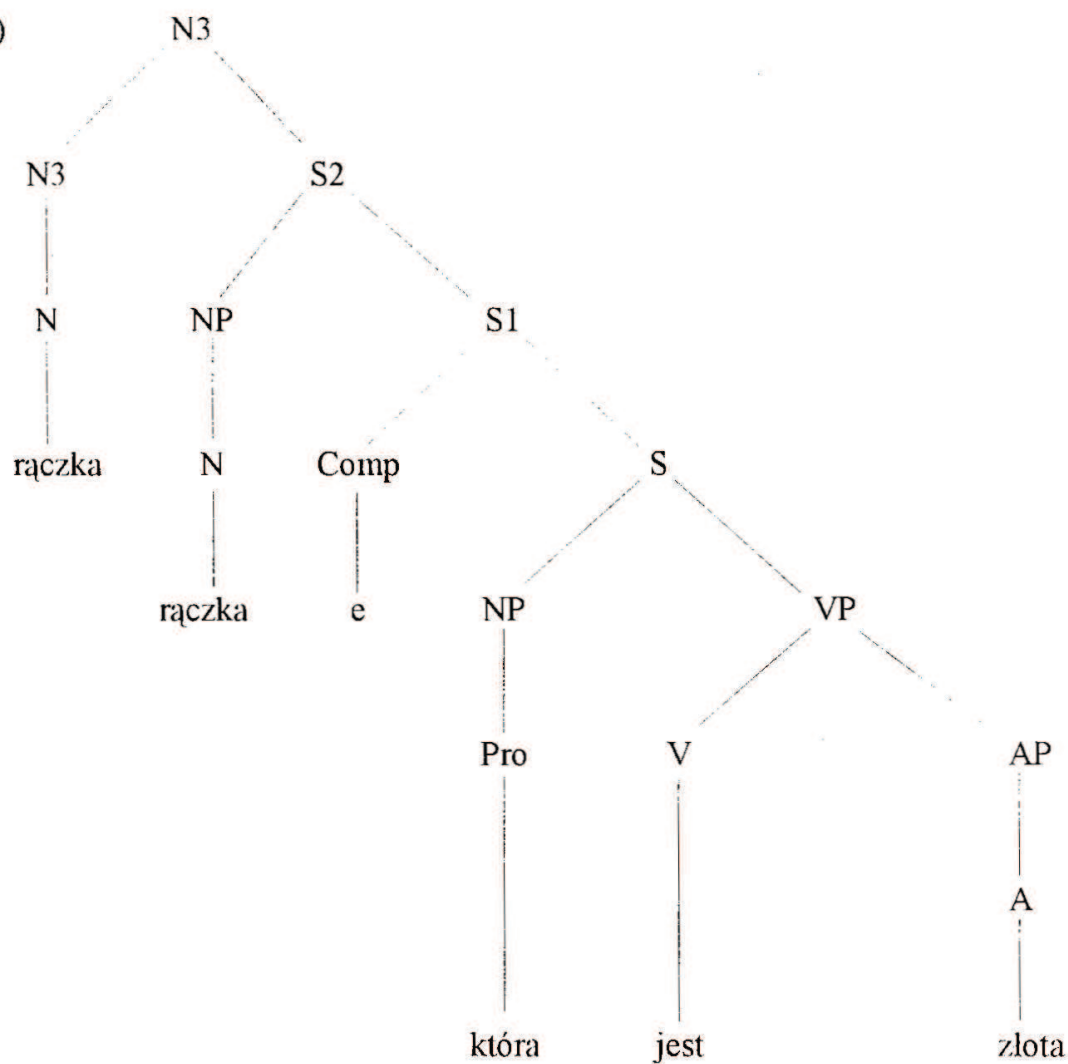 ) N3
N3 S2
N NP S1
rączka N Comp S
rączka e NP VP
Pro V AP
A
która jest złota